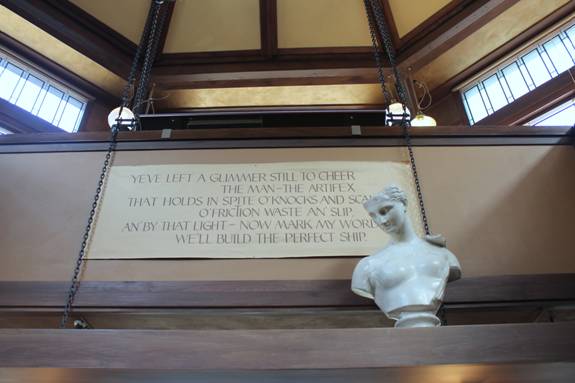 YE'VE LEFT A GLIMMER STILL TO CHEER
THE MAN-THE ARTIFEX
THAT HOLDS IN SPITE O'KNOCKS AND
O'FRICTION WASTE AN' SLIP,
AN' BY THAT LIGHT- NOW MARK MY WORD
WE'LL BUILD THE PERFECT SHIP.